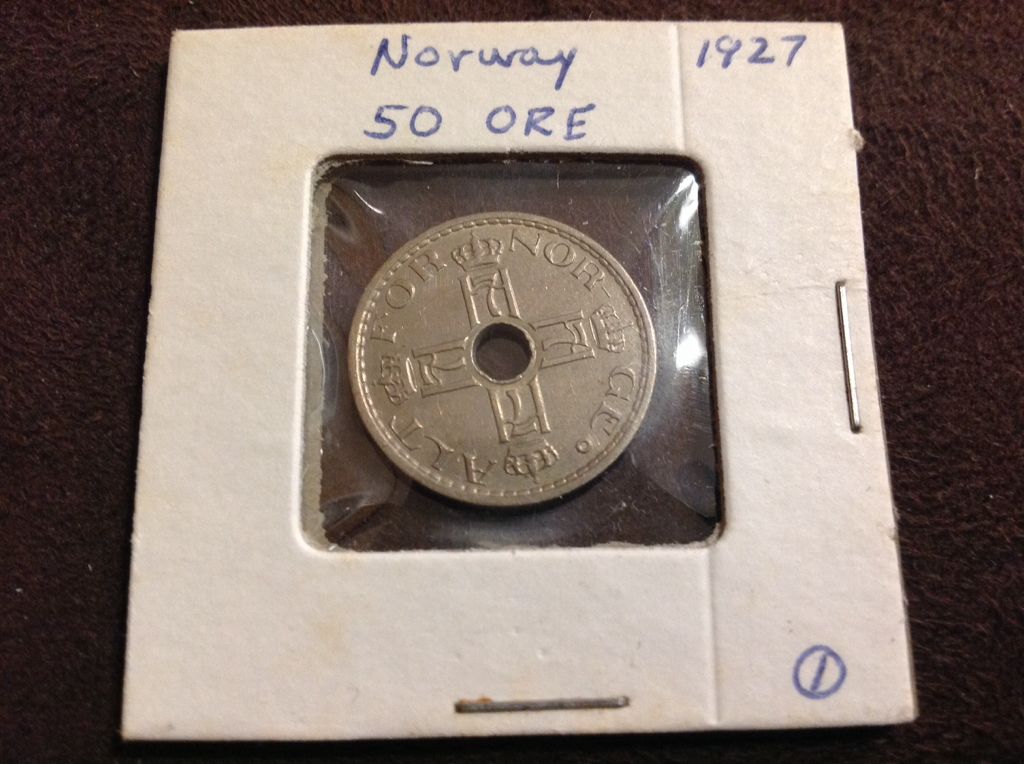 Norway 1927
50 ORE
ALT FOR NOR-GE.
1